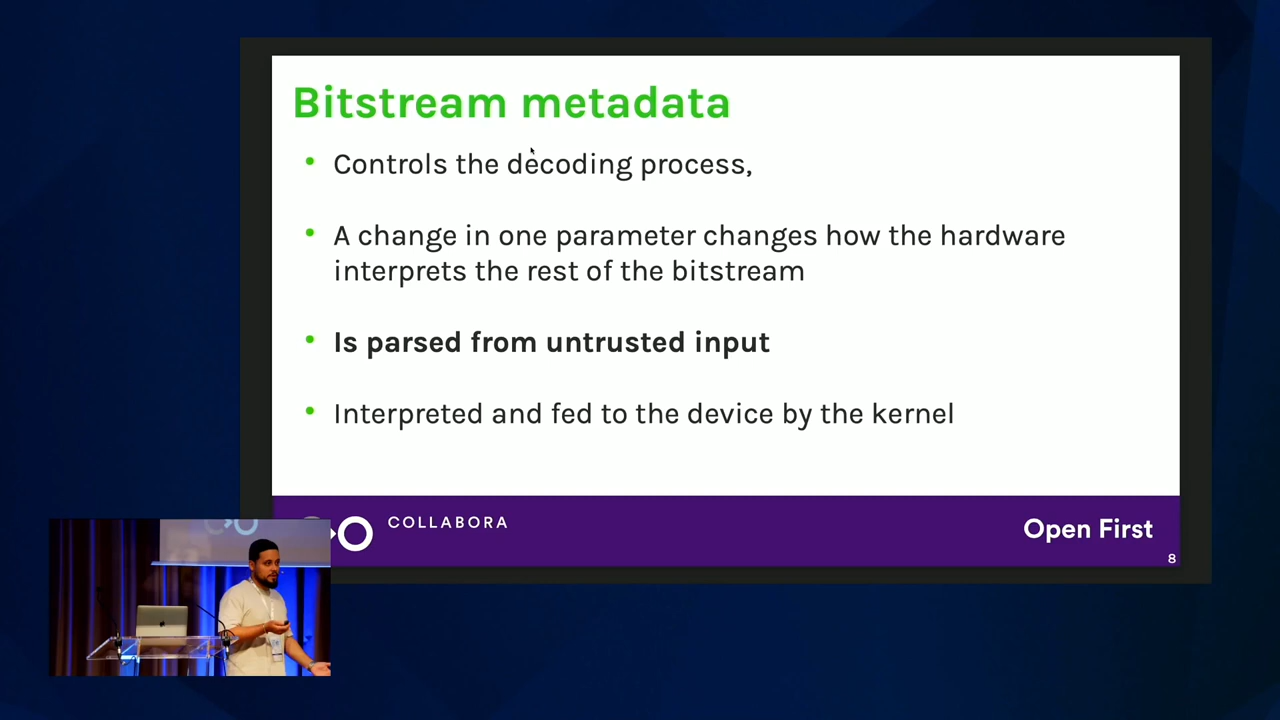 Bitstream metadata
• Controls the decoding process,
• A change in one parameter changes how the hardware
interprets the rest of the bitstream
• Is parsed from untrusted input
• Interpreted and fed to the device by the kernel
COLLABORA
Open First
8